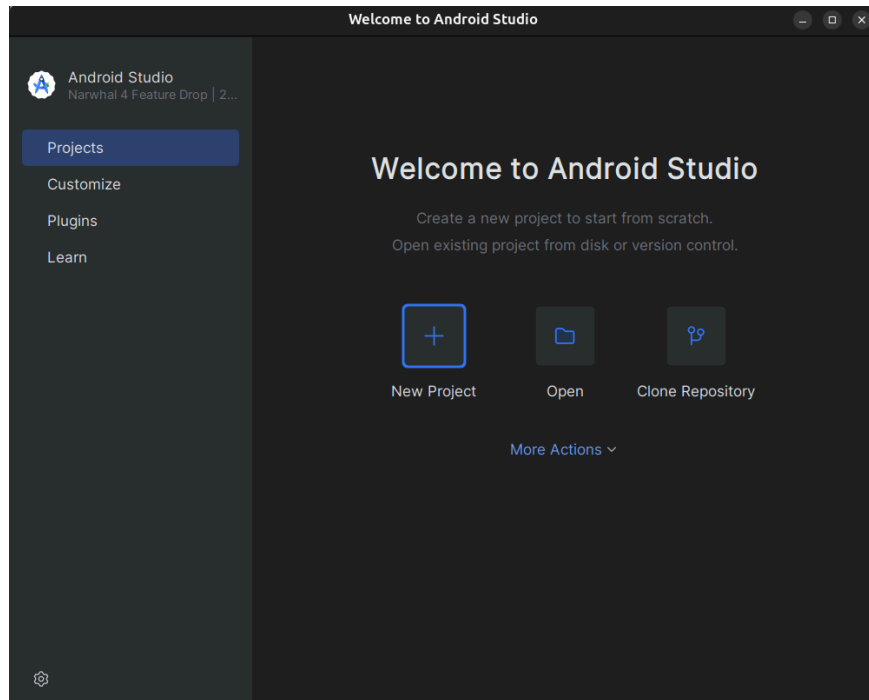 Welcome to Android Studio
Android Studio
Narwhal 4 Feature Drop | 2...
Projects
Customize
Plugins
Learn
Welcome to Android Studio
Create a new project to start from scratch.
Open existing project from disk or version control.
New Project
Open
Clone Repository
More Actions